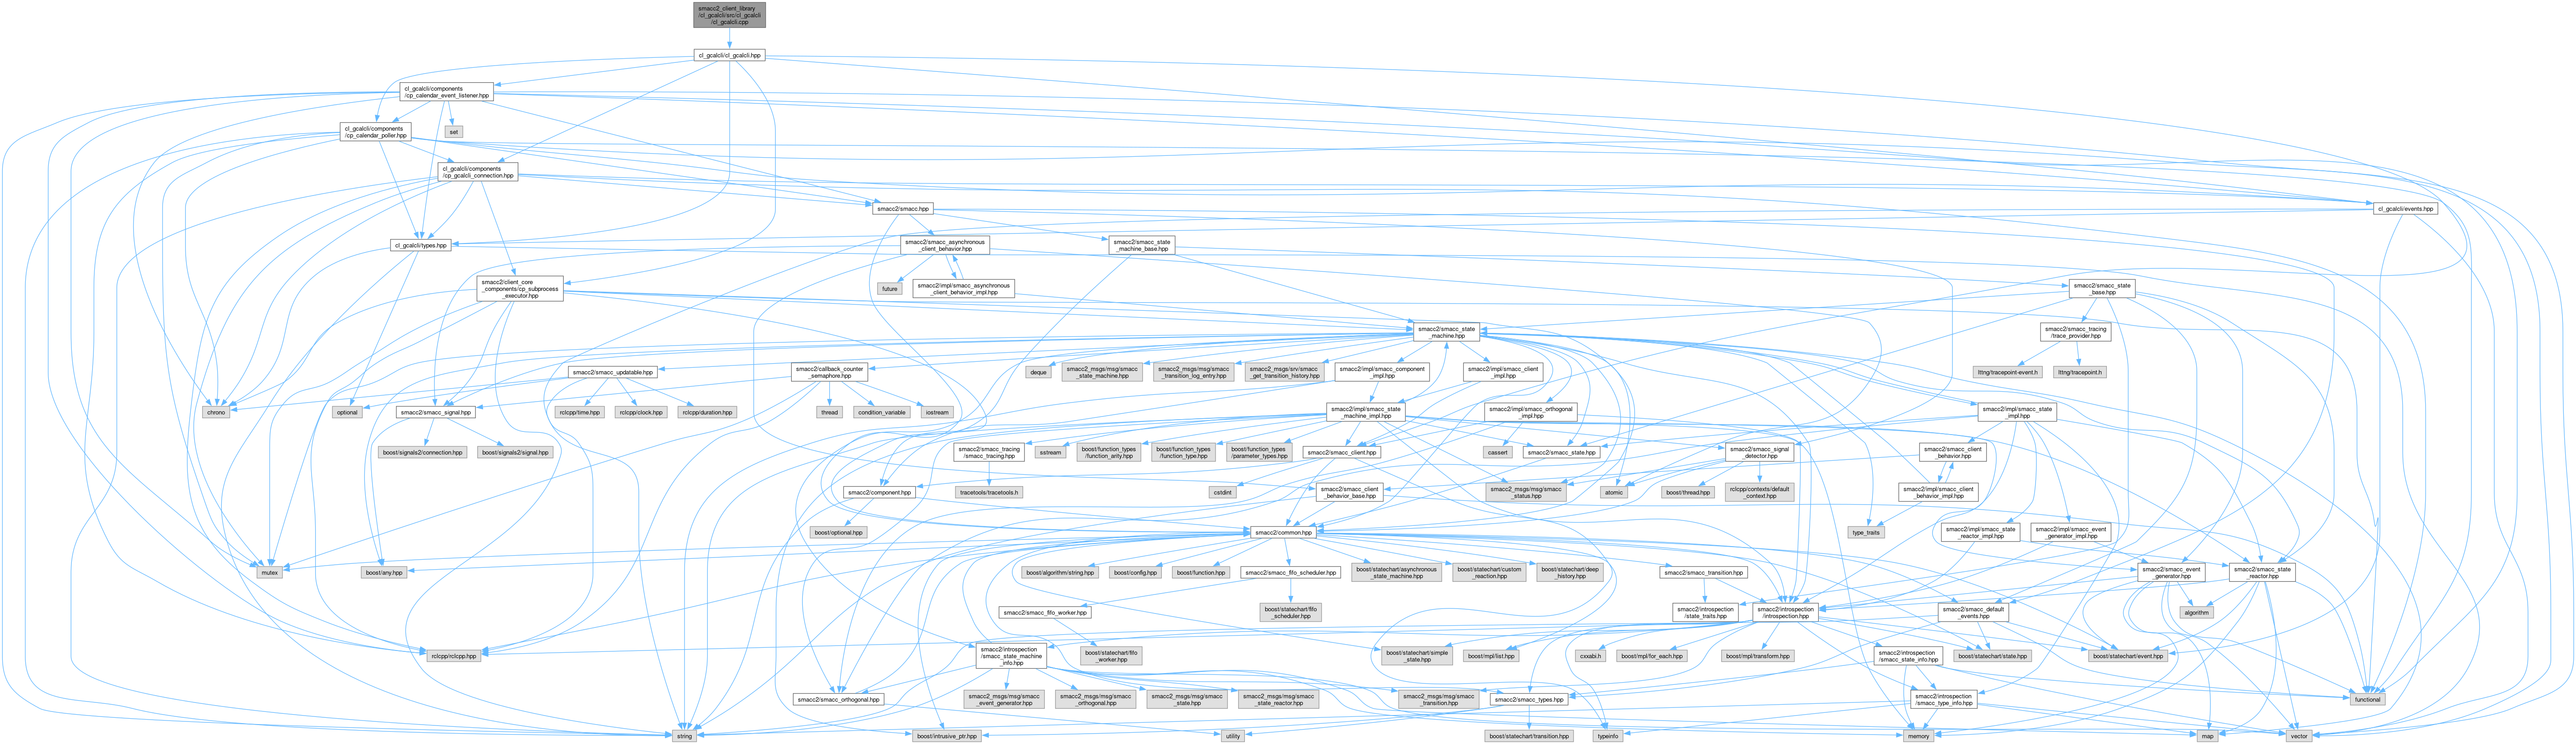 smacc2_client_library
/cl_gcalcli/src/cl_gcalcli
/cl_gcalcli.cpp
cl_gcalcli/cl_gcalcli.hpp
cl_gcalcli/components
/cp_calendar_event_listener.hpp
set
cl_gcalcli/components
/cp_calendar_poller.hpp
cl_gcalcli/components
/cp_gcalcli_connection.hpp
smacc2/smacc.hpp
cl_gcalcli/events.hpp
cl_gcalcli/types.hpp
smacc2/smacc_asynchronous
_client_behavior.hpp
smacc2/smacc_state
_machine_base.hpp
smacc2/client_core
_components/cp_subprocess
_executor.hpp
future
smacc2/impl/smacc_asynchronous
_client_behavior_impl.hpp
smacc2/smacc_state
_base.hpp
smacc2/smacc_state
_machine.hpp
smacc2/smacc_tracing
/trace_provider.hpp
smacc2/smacc_updatable.hpp
smacc2/callback_counter
_semaphore.hpp
deque
smacc2_msgs/msg/smacc
_state_machine.hpp
smacc2_msgs/msg/smacc
_transition_log_entry.hpp
smacc2_msgs/srv/smacc
_get_transition_history.hpp
smacc2/impl/smacc_component
_impl.hpp
smacc2/impl/smacc_client
_impl.hpp
lttng/tracepoint-event.h
lttng/tracepoint.h
chrono
optional
smacc2/smacc_signal.hpp
rclcpp/time.hpp
rclcpp/clock.hpp
rclcpp/duration.hpp
thread
condition_variable
iostream
smacc2/impl/smacc_state
_machine_impl.hpp
smacc2/impl/smacc_orthogonal
_impl.hpp
smacc2/impl/smacc_state
_impl.hpp
boost/signals2/connection.hpp
boost/signals2/signal.hpp
smacc2/smacc_tracing
/smacc_tracing.hpp
sstream
boost/function_types
/function_arity.hpp
boost/function_types
/function_type.hpp
boost/function_types
/parameter_types.hpp
smacc2/smacc_client.hpp
cassert
smacc2/smacc_state.hpp
smacc2/smacc_signal
_detector.hpp
smacc2/smacc_client
_behavior.hpp
mutex
boost/any.hpp
smacc2/component.hpp
tracetools/tracetools.h
cstdint
smacc2/smacc_client
_behavior_base.hpp
smacc2_msgs/msg/smacc
_status.hpp
atomic
boost/thread.hpp
rclcpp/contexts/default
_context.hpp
smacc2/impl/smacc_client
_behavior_impl.hpp
boost/optional.hpp
smacc2/common.hpp
type_traits
smacc2/impl/smacc_state
_reactor_impl.hpp
smacc2/impl/smacc_event
_generator_impl.hpp
boost/algorithm/string.hpp
boost/config.hpp
boost/function.hpp
smacc2/smacc_fifo_scheduler.hpp
boost/statechart/asynchronous
_state_machine.hpp
boost/statechart/custom
_reaction.hpp
boost/statechart/deep
_history.hpp
smacc2/smacc_transition.hpp
smacc2/smacc_event
_generator.hpp
smacc2/smacc_state
_reactor.hpp
smacc2/smacc_fifo_worker.hpp
boost/statechart/fifo
_scheduler.hpp
smacc2/introspection
/state_traits.hpp
smacc2/introspection
/introspection.hpp
smacc2/smacc_default
_events.hpp
algorithm
rclcpp/rclcpp.hpp
smacc2/introspection
/smacc_state_machine
_info.hpp
boost/statechart/fifo
_worker.hpp
boost/statechart/simple
_state.hpp
boost/mpl/list.hpp
cxxabi.h
boost/mpl/for_each.hpp
boost/mpl/transform.hpp
smacc2/introspection
/smacc_state_info.hpp
boost/statechart/state.hpp
boost/statechart/event.hpp
smacc2/smacc_orthogonal.hpp
smacc2_msgs/msg/smacc
_event_generator.hpp
smacc2_msgs/msg/smacc
_orthogonal.hpp
smacc2_msgs/msg/smacc
_state.hpp
smacc2_msgs/msg/smacc
_state_reactor.hpp
smacc2_msgs/msg/smacc
_transition.hpp
smacc2/smacc_types.hpp
smacc2/introspection
/smacc_type_info.hpp
functional
string
boost/intrusive_ptr.hpp
utility
boost/statechart/transition.hpp
typeinfo
memory
map
vector